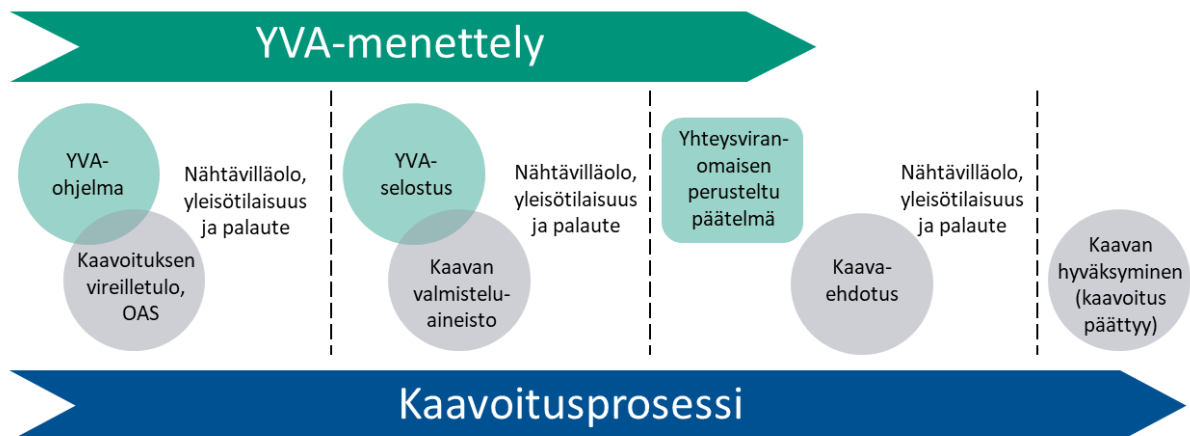 YVA-menettely
YVA-
ohjelma
Kaavoituksen
vireilletulo,
OAS
Nähtävilläolo,
yleisötilaisuus
ja palaute
YVA-
selostus
Kaavan
valmistelu-
aineisto
Nähtävilläolo,
yleisötilaisuus
ja palaute
Yhteysviran-
omaisen
perusteltu
päätelmä
Kaava-
ehdotus
Nähtävilläolo,
yleisötilaisuus
ja palaute
Kaavan
hyväksyminen
(kaavoitus
päättyy)
Kaavoitusprosessi